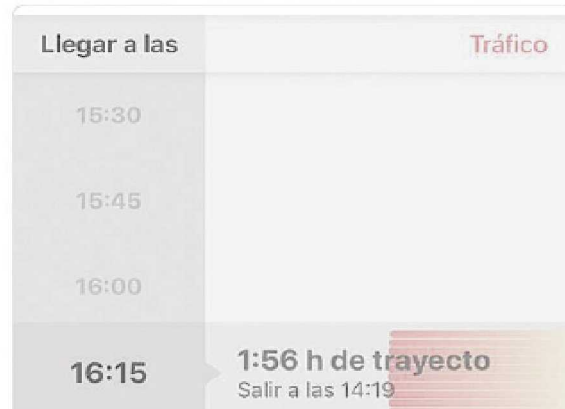 Llegar a las
Tráfico
15:30
15:45
16:00
16:15
1:56 h de trayecto
Salir a las 14:19